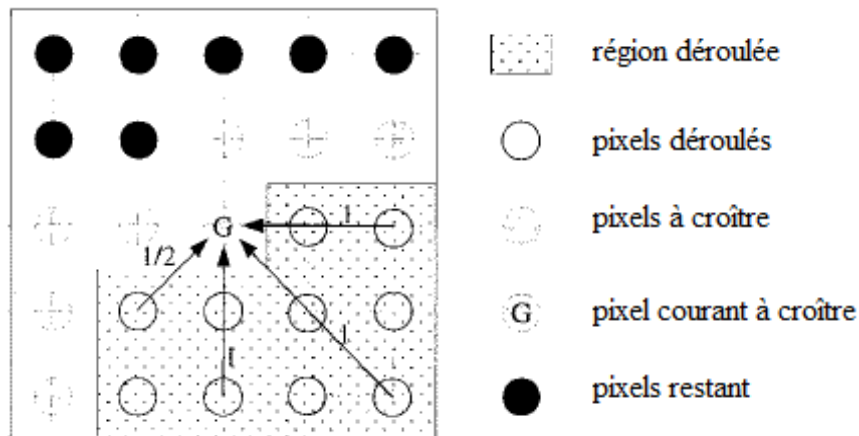 région déroulée
pixels déroulés
pixels à croître
G
1
1/2
1
1
G
pixel courant à croître
pixels restant